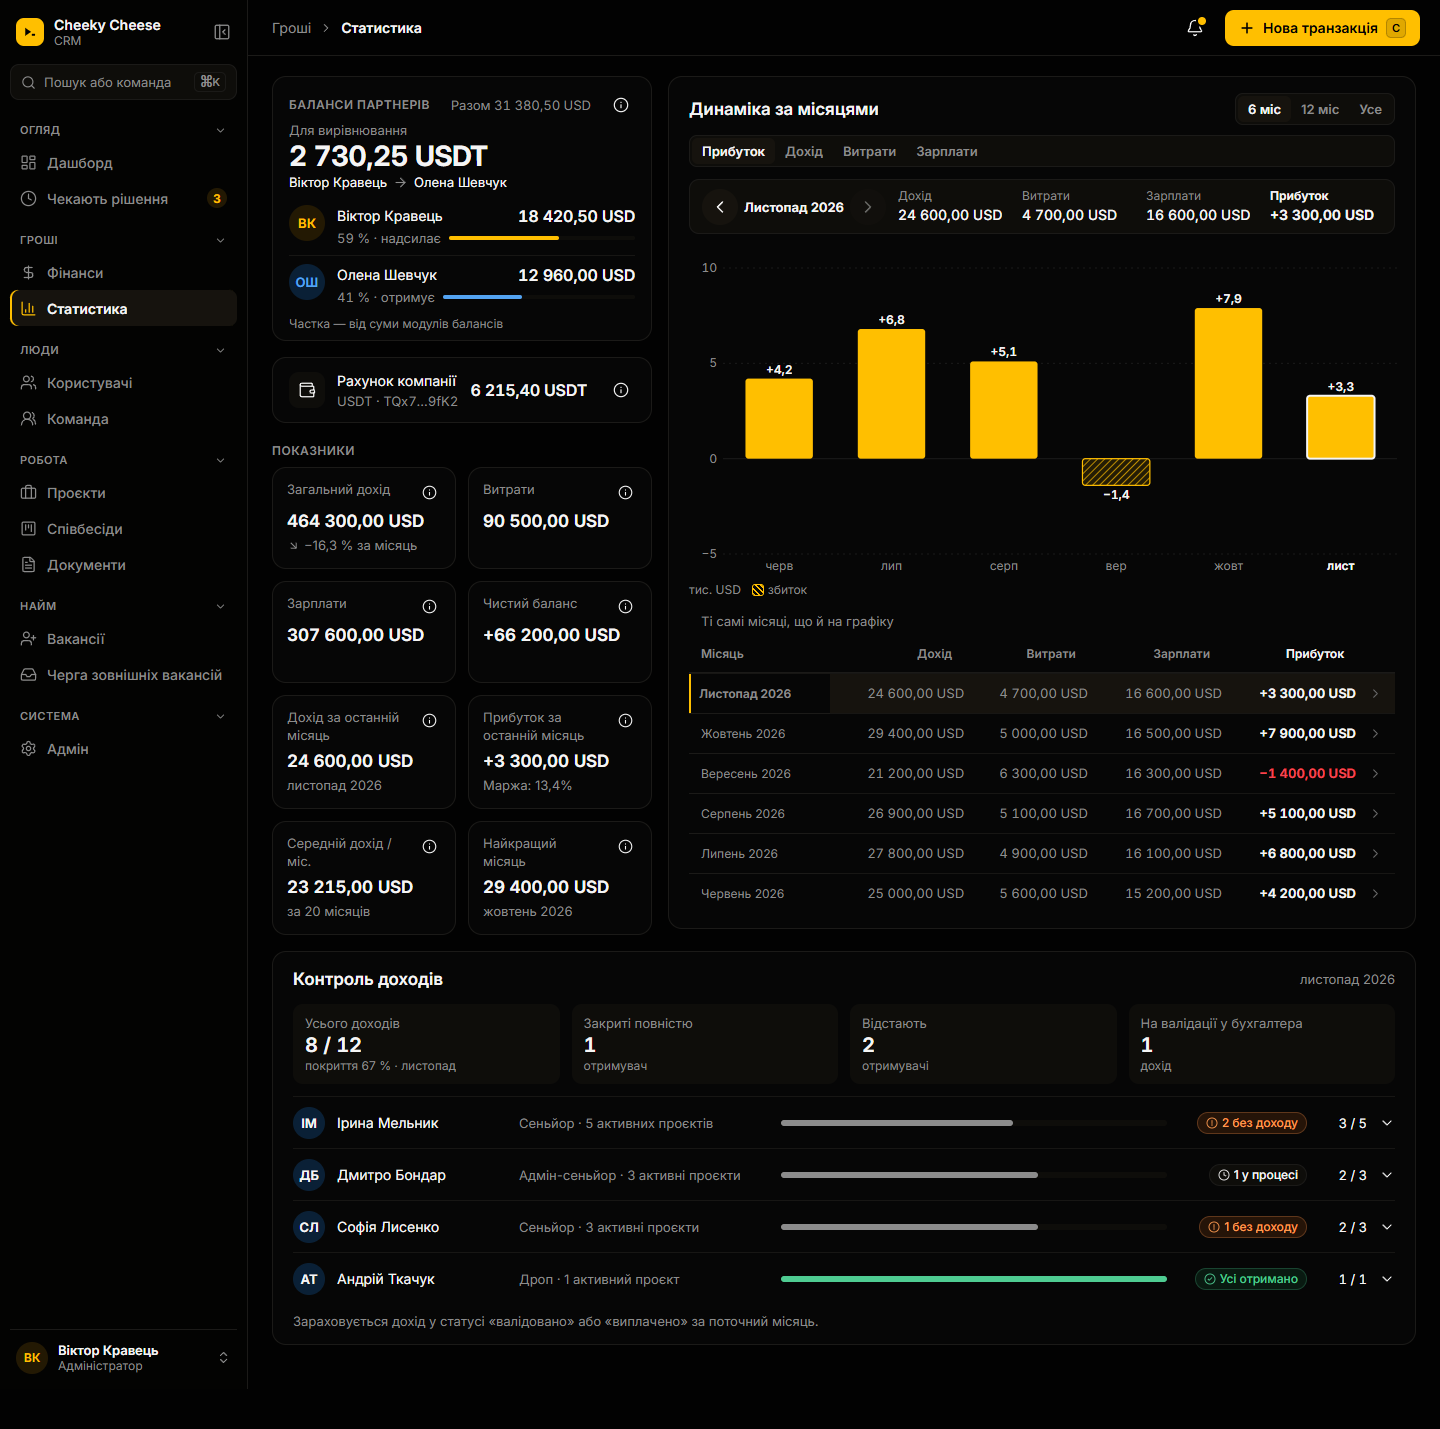 Cheeky Cheese
CRM
Пошук або команда ⌘K
ОГЛЯД
Дашборд
Чекають рішення 3
ГРОШІ
Фінанси
Статистика
ЛЮДИ
Користувачі
Команда
РОБОТА
Проєкти
Співбесіди
Документи
НАЙМ
Вакансії
Черга зовнішніх вакансій
СИСТЕМА
Адмін
ВК Віктор Кравець
Адміністратор
Гроші Статистика
Нова транзакція C
БАЛАНСИ ПАРТНЕРІВ Разом 31 380,50 USD
Для вирівнювання
2 730,25 USDT
Віктор Кравець → Олена Шевчук
ВК Віктор Кравець 18 420,50 USD
59 % · надсилає
ОШ Олена Шевчук 12 960,00 USD
41 % · отримує
Частка — від суми модулів балансів
Рахунок компанії 6 215,40 USDT
USDT · TQx7...9fK2
ПОКАЗНИКИ
Загальний дохід
464 300,00 USD
−16,3 % за місяць
Витрати
90 500,00 USD
Зарплати
307 600,00 USD
Чистий баланс
+66 200,00 USD
Дохід за останній
місяць
24 600,00 USD
листопад 2026
Прибуток за
останній місяць
+3 300,00 USD
Маржа: 13,4%
Середній дохід /
міс.
23 215,00 USD
за 20 місяців
Найкращий
місяць
29 400,00 USD
жовтень 2026
Динаміка за місяцями 6 міс 12 міс Усе
Прибуток Дохід Витрати Зарплати
Листопад 2026
Дохід Витрати Зарплати Прибуток
24 600,00 USD 4 700,00 USD 16 600,00 USD +3 300,00 USD
10
+7,9
+6,8
+5,1
5
+4,2
+3,3
0
−1,4
−5
черв лип серп вер жовт лист
тис. USD збиток
Ті самі місяці, що й на графіку
Місяць Дохід Витрати Зарплати Прибуток
Листопад 2026 24 600,00 USD 4 700,00 USD 16 600,00 USD +3 300,00 USD
Жовтень 2026 29 400,00 USD 5 000,00 USD 16 500,00 USD +7 900,00 USD
Вересень 2026 21 200,00 USD 6 300,00 USD 16 300,00 USD −1 400,00 USD
Серпень 2026 26 900,00 USD 5 100,00 USD 16 700,00 USD +5 100,00 USD
Липень 2026 27 800,00 USD 4 900,00 USD 16 100,00 USD +6 800,00 USD
Червень 2026 25 000,00 USD 5 600,00 USD 15 200,00 USD +4 200,00 USD
Контроль доходів листопад 2026
Усього доходів
8 / 12
покриття 67 % · листопад
Закриті повністю
1
отримувач
Відстають
2
отримувачі
На валідації у бухгалтера
1
дохід
ІМ Ірина Мельник Сеньйор · 5 активних проєктів 2 без доходу 3 / 5
ДБ Дмитро Бондар Адмін-сеньйор · 3 активні проєкти 1 у процесі 2 / 3
СЛ Софія Лисенко Сеньйор · 3 активні проєкти 1 без доходу 2 / 3
АТ Андрій Ткачук Дроп · 1 активний проєкт Усі отримано 1 / 1
Зараховується дохід у статусі «валідовано» або «виплачено» за поточний місяць.